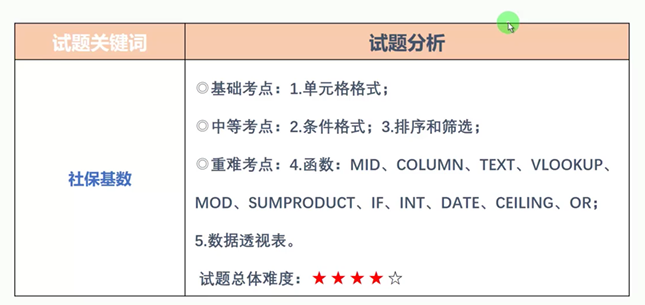 试题关键词
试题分析
社保基数
◎基础考点：1.单元格格式；
◎中等考点：2.条件格式；3.排序和筛选；
◎重难考点：4.函数：MID、COLUMN、TEXT、VLOOKUP、
MOD、SUMPRODUCT、IF、INT、DATE、CEILING、OR；
5.数据透视表。
试题总体难度：★★★★☆